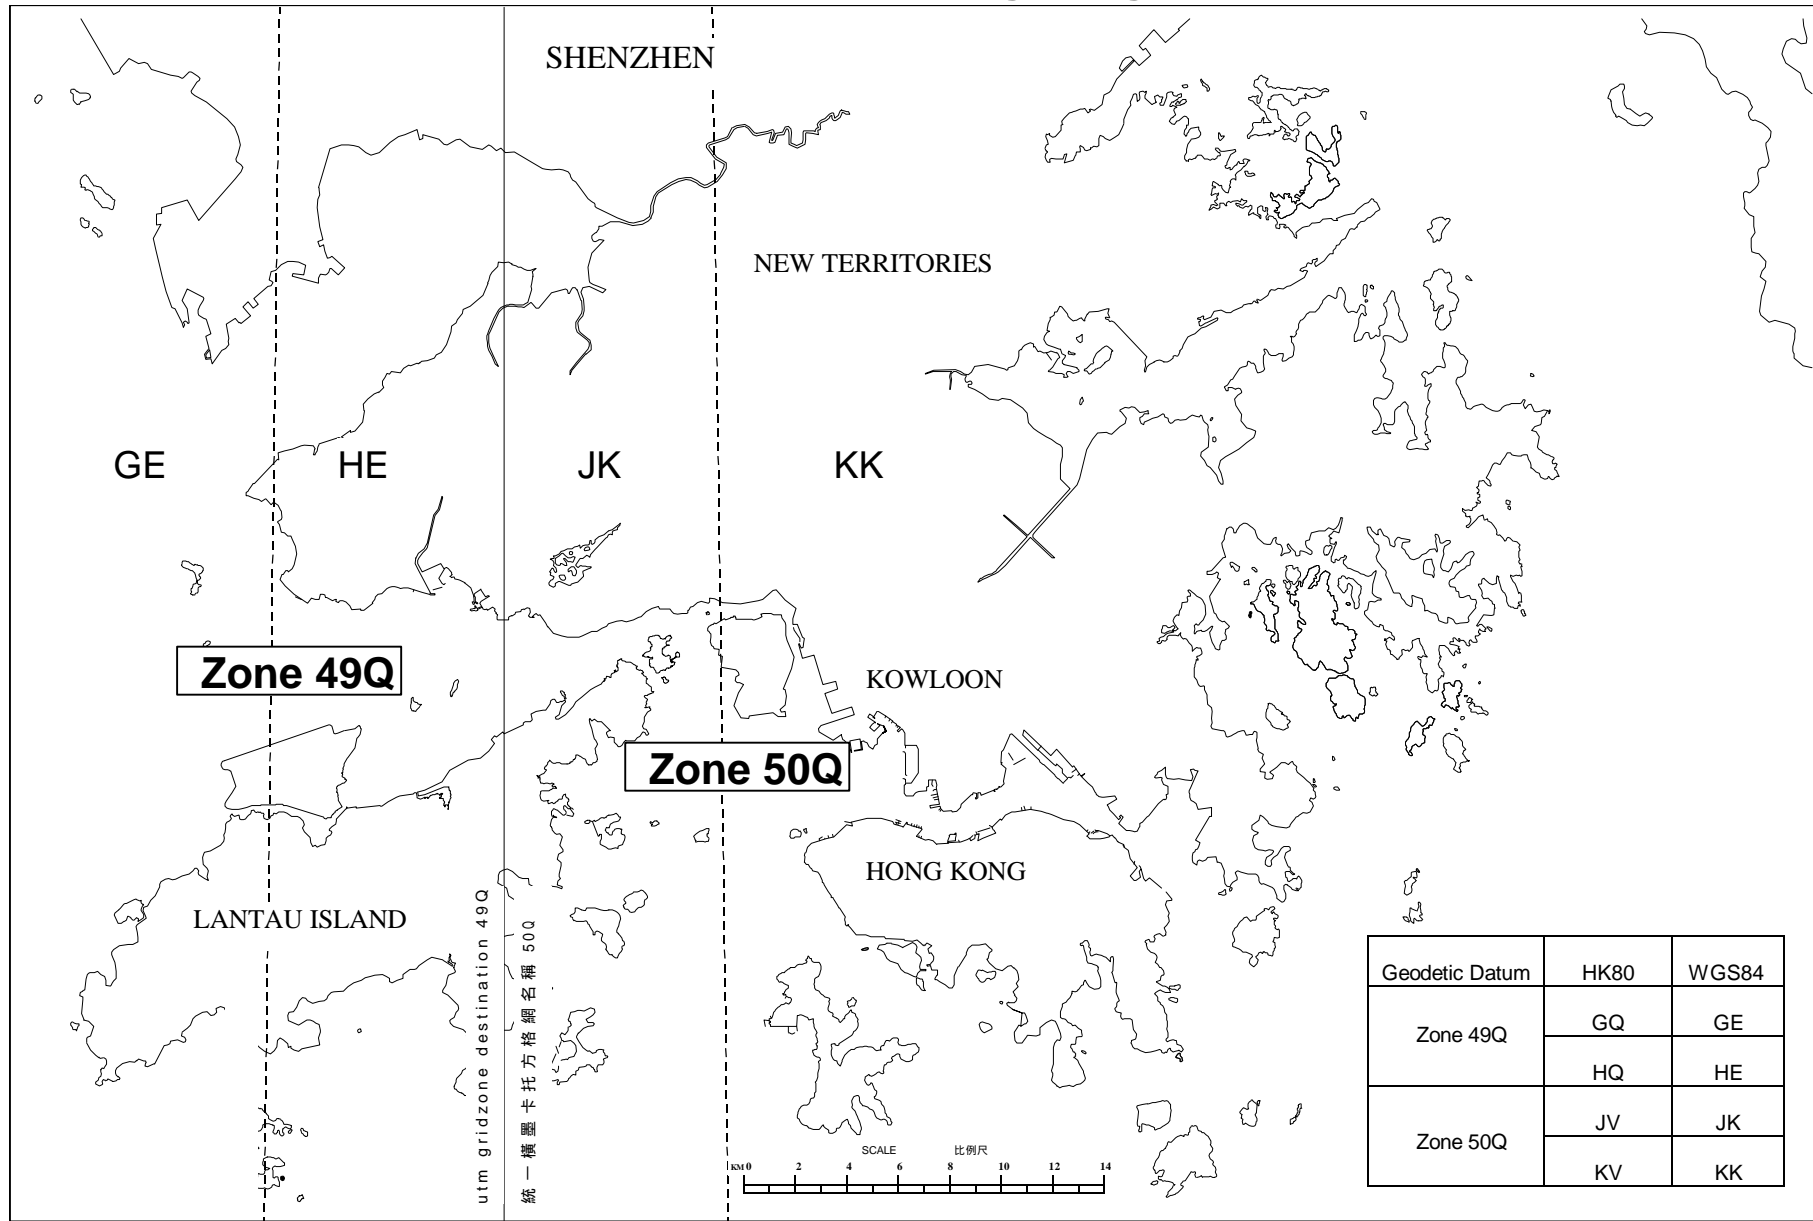 SHENZHEN
NEW TERRITORIES
GE
HE
JK
KK
Zone 49Q
KOWLOON
Zone 50Q
HONG KONG
LANTAU ISLAND
utm gridzone destination 49Q
統一橫墨卡托方格網名稱 50Q
Geodetic Datum HK80 WGS84
Zone 49Q GQ GE
HQ HE
Zone 50Q JV JK
KV KK
SCALE 比例尺
KM 0 2 4 6 8 10 12 14